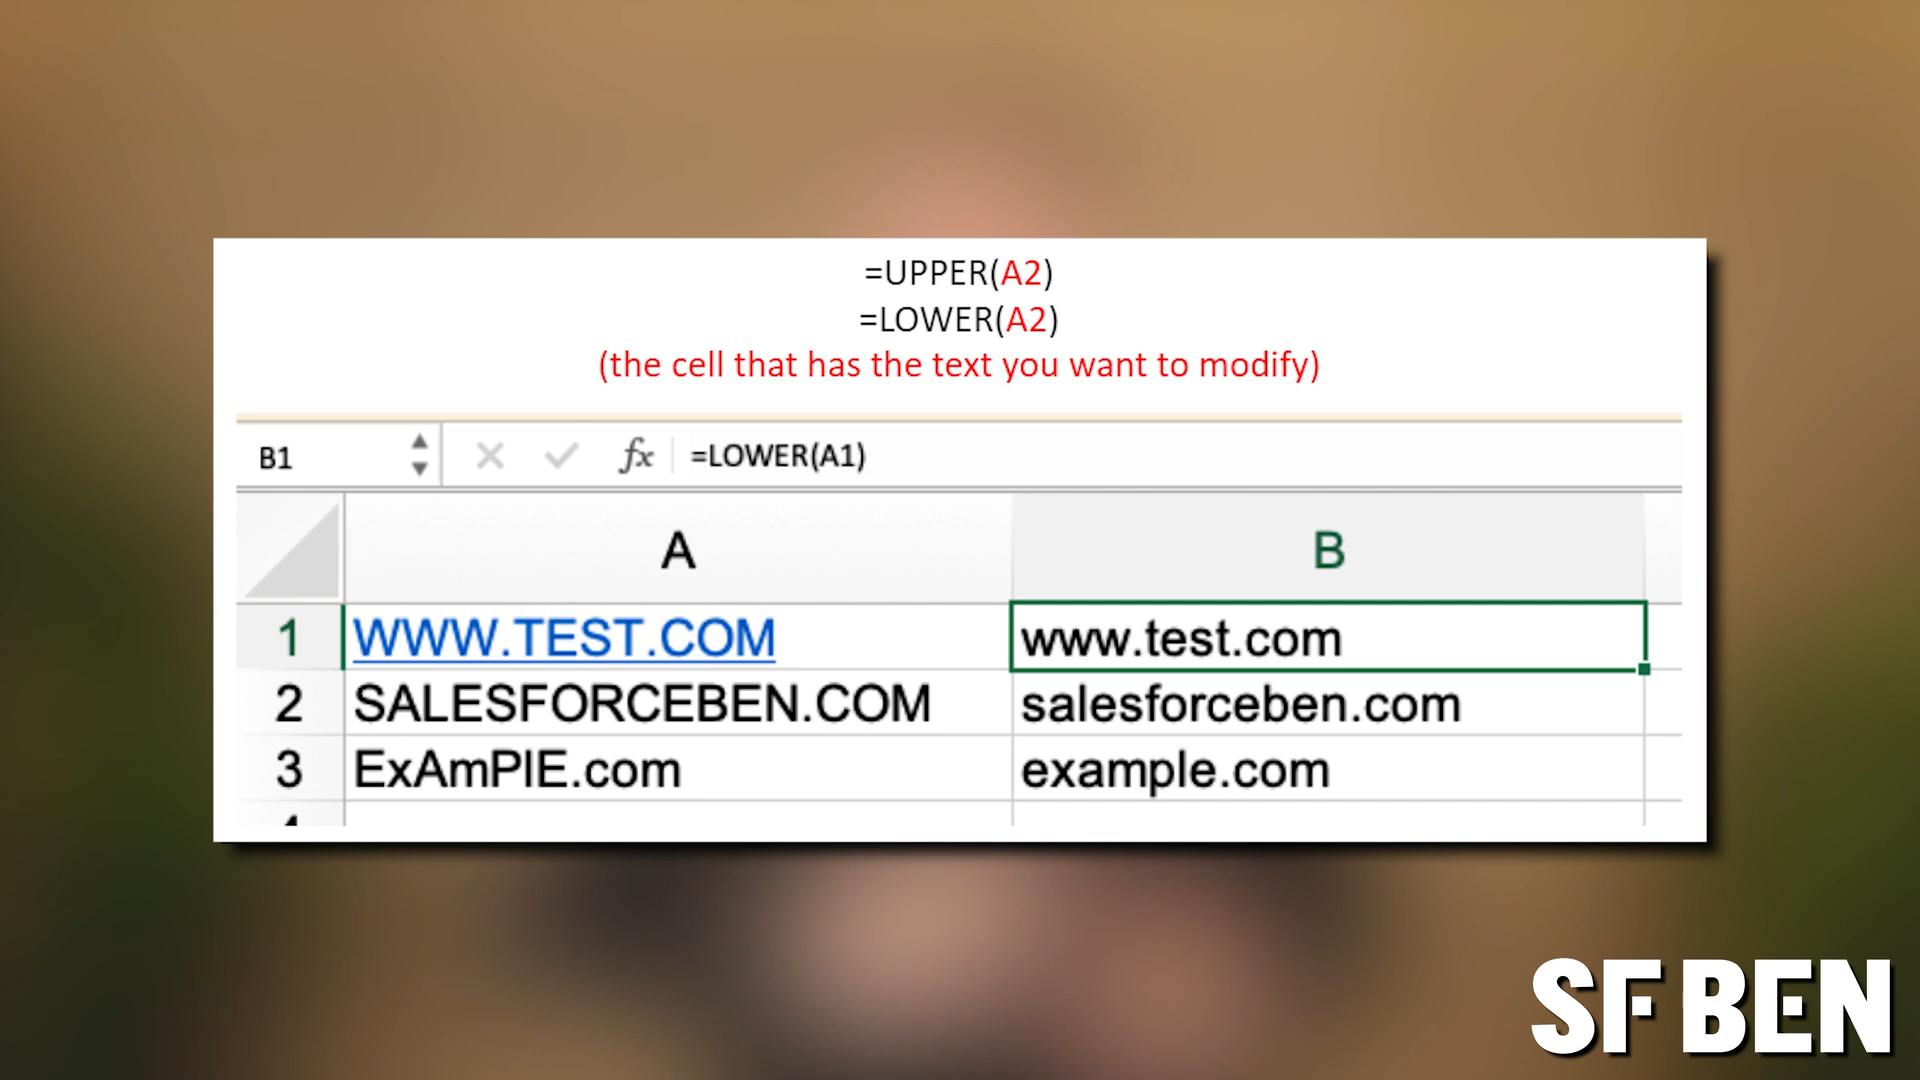 =UPPER(A2)
=LOWER(A2)
(the cell that has the text you want to modify)
B1 fx =LOWER(A1)
A B
1 WWW.TEST.COM www.test.com
2 SALESFORCEBEN.COM salesforceben.com
3 ExAmPlE.com example.com
SF BEN